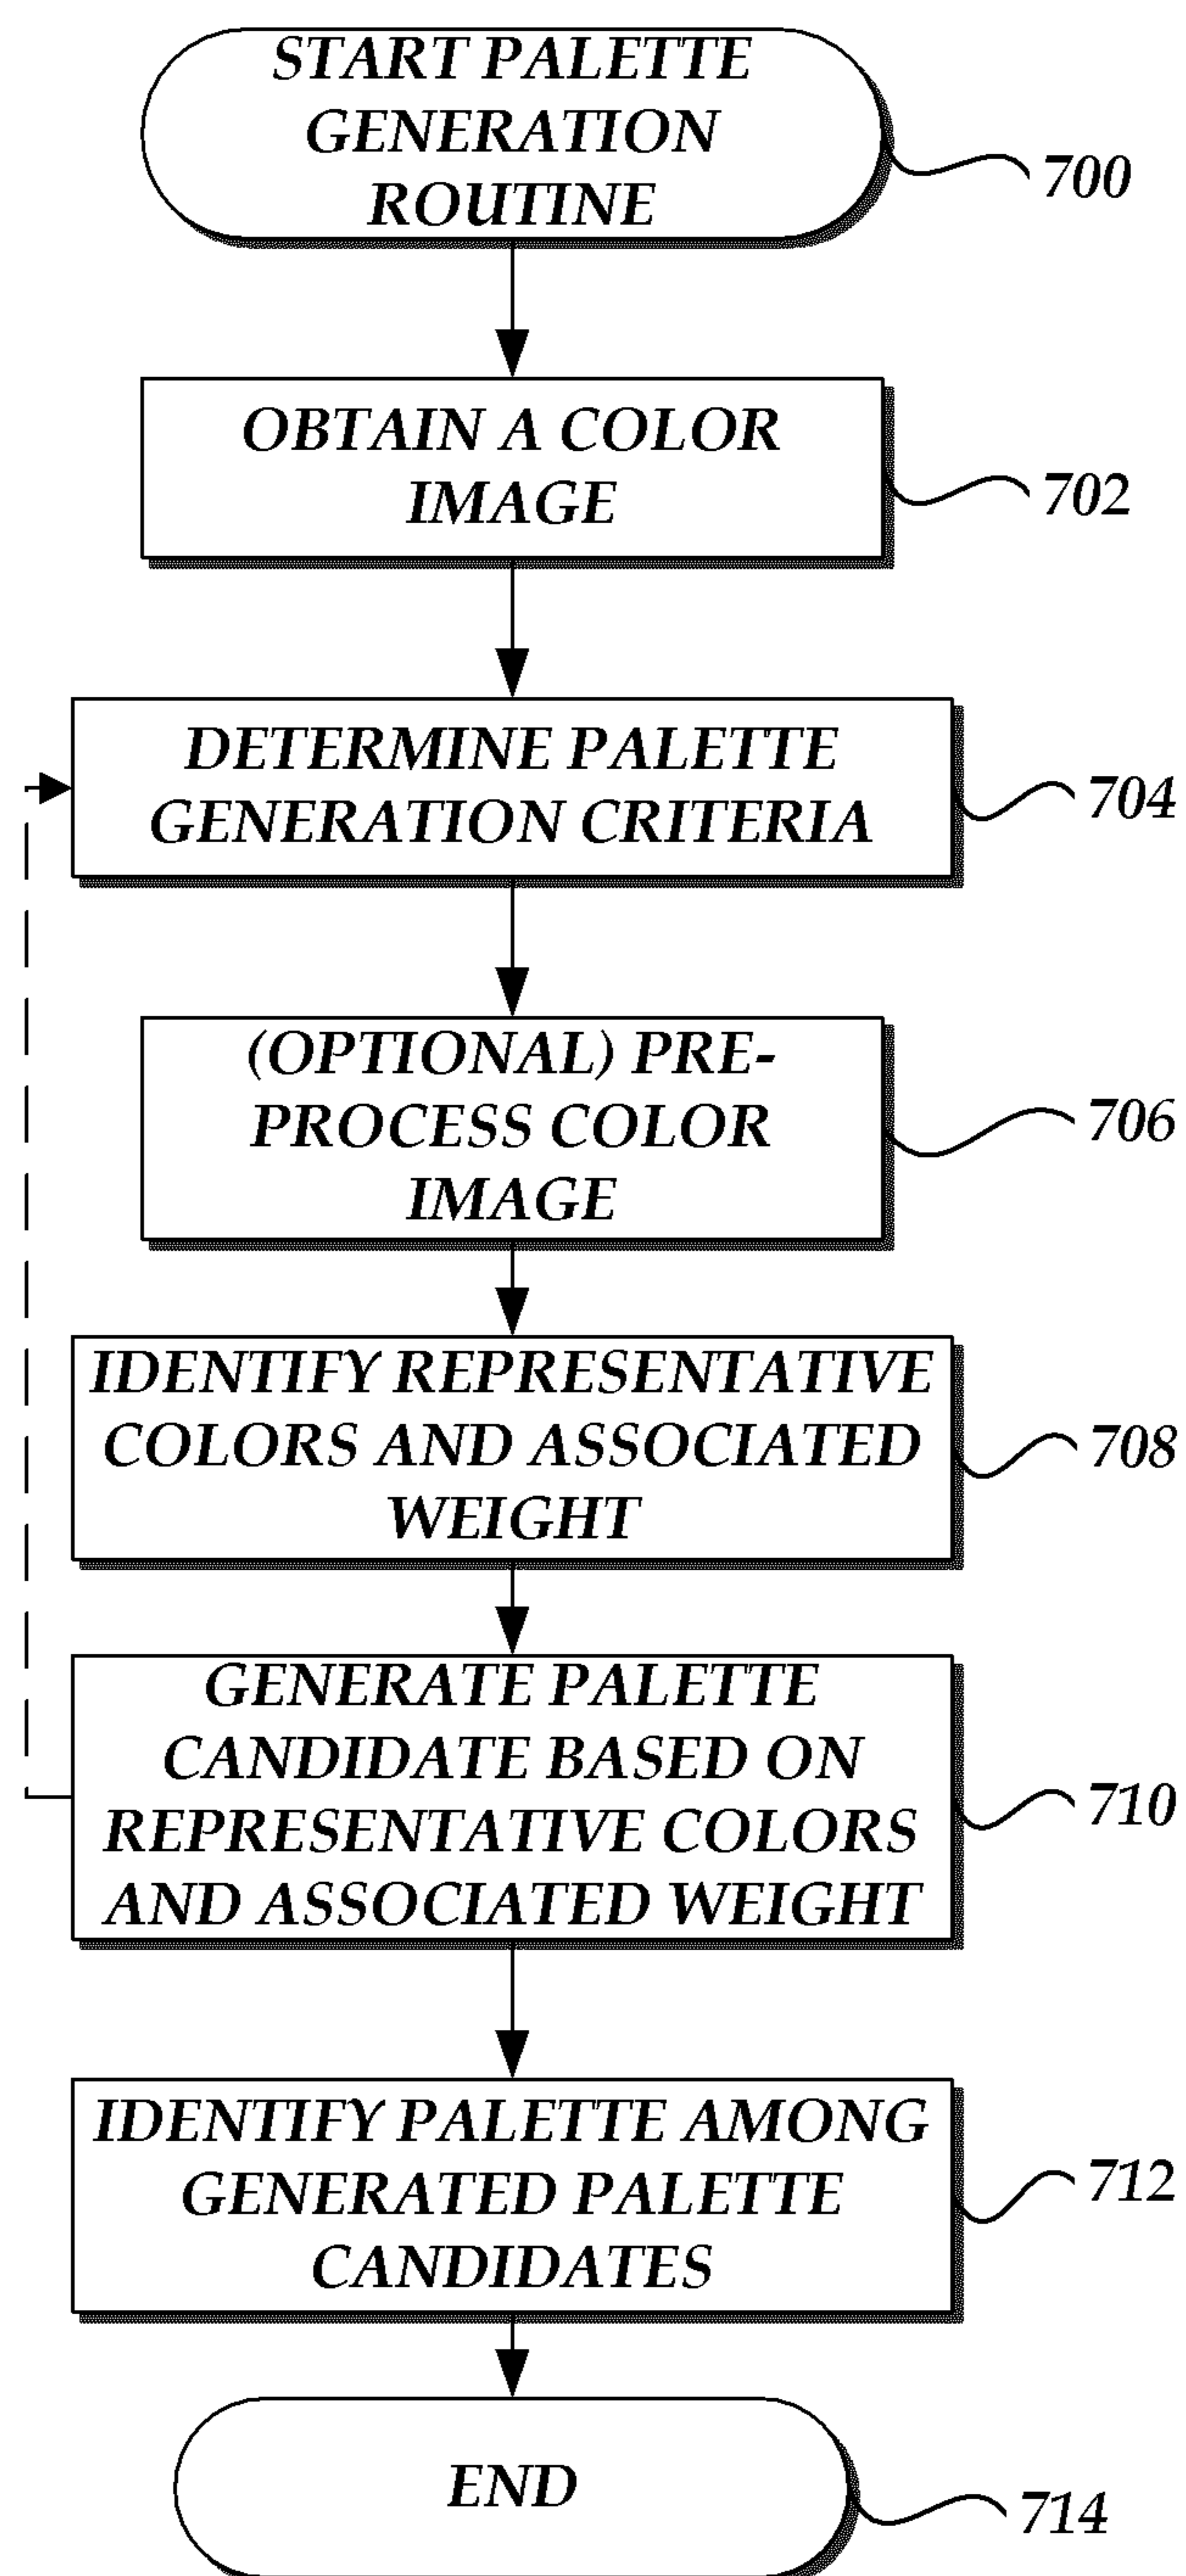 START PALETTE
GENERATION
ROUTINE
700
OBTAIN A COLOR
IMAGE
702
DETERMINE PALETTE
GENERATION CRITERIA
704
(OPTIONAL) PRE-
PROCESS COLOR
IMAGE
706
IDENTIFY REPRESENTATIVE
COLORS AND ASSOCIATED
WEIGHT
708
GENERATE PALETTE
CANDIDATE BASED ON
REPRESENTATIVE COLORS
AND ASSOCIATED WEIGHT
710
IDENTIFY PALETTE AMONG
GENERATED PALETTE
CANDIDATES
712
END
714